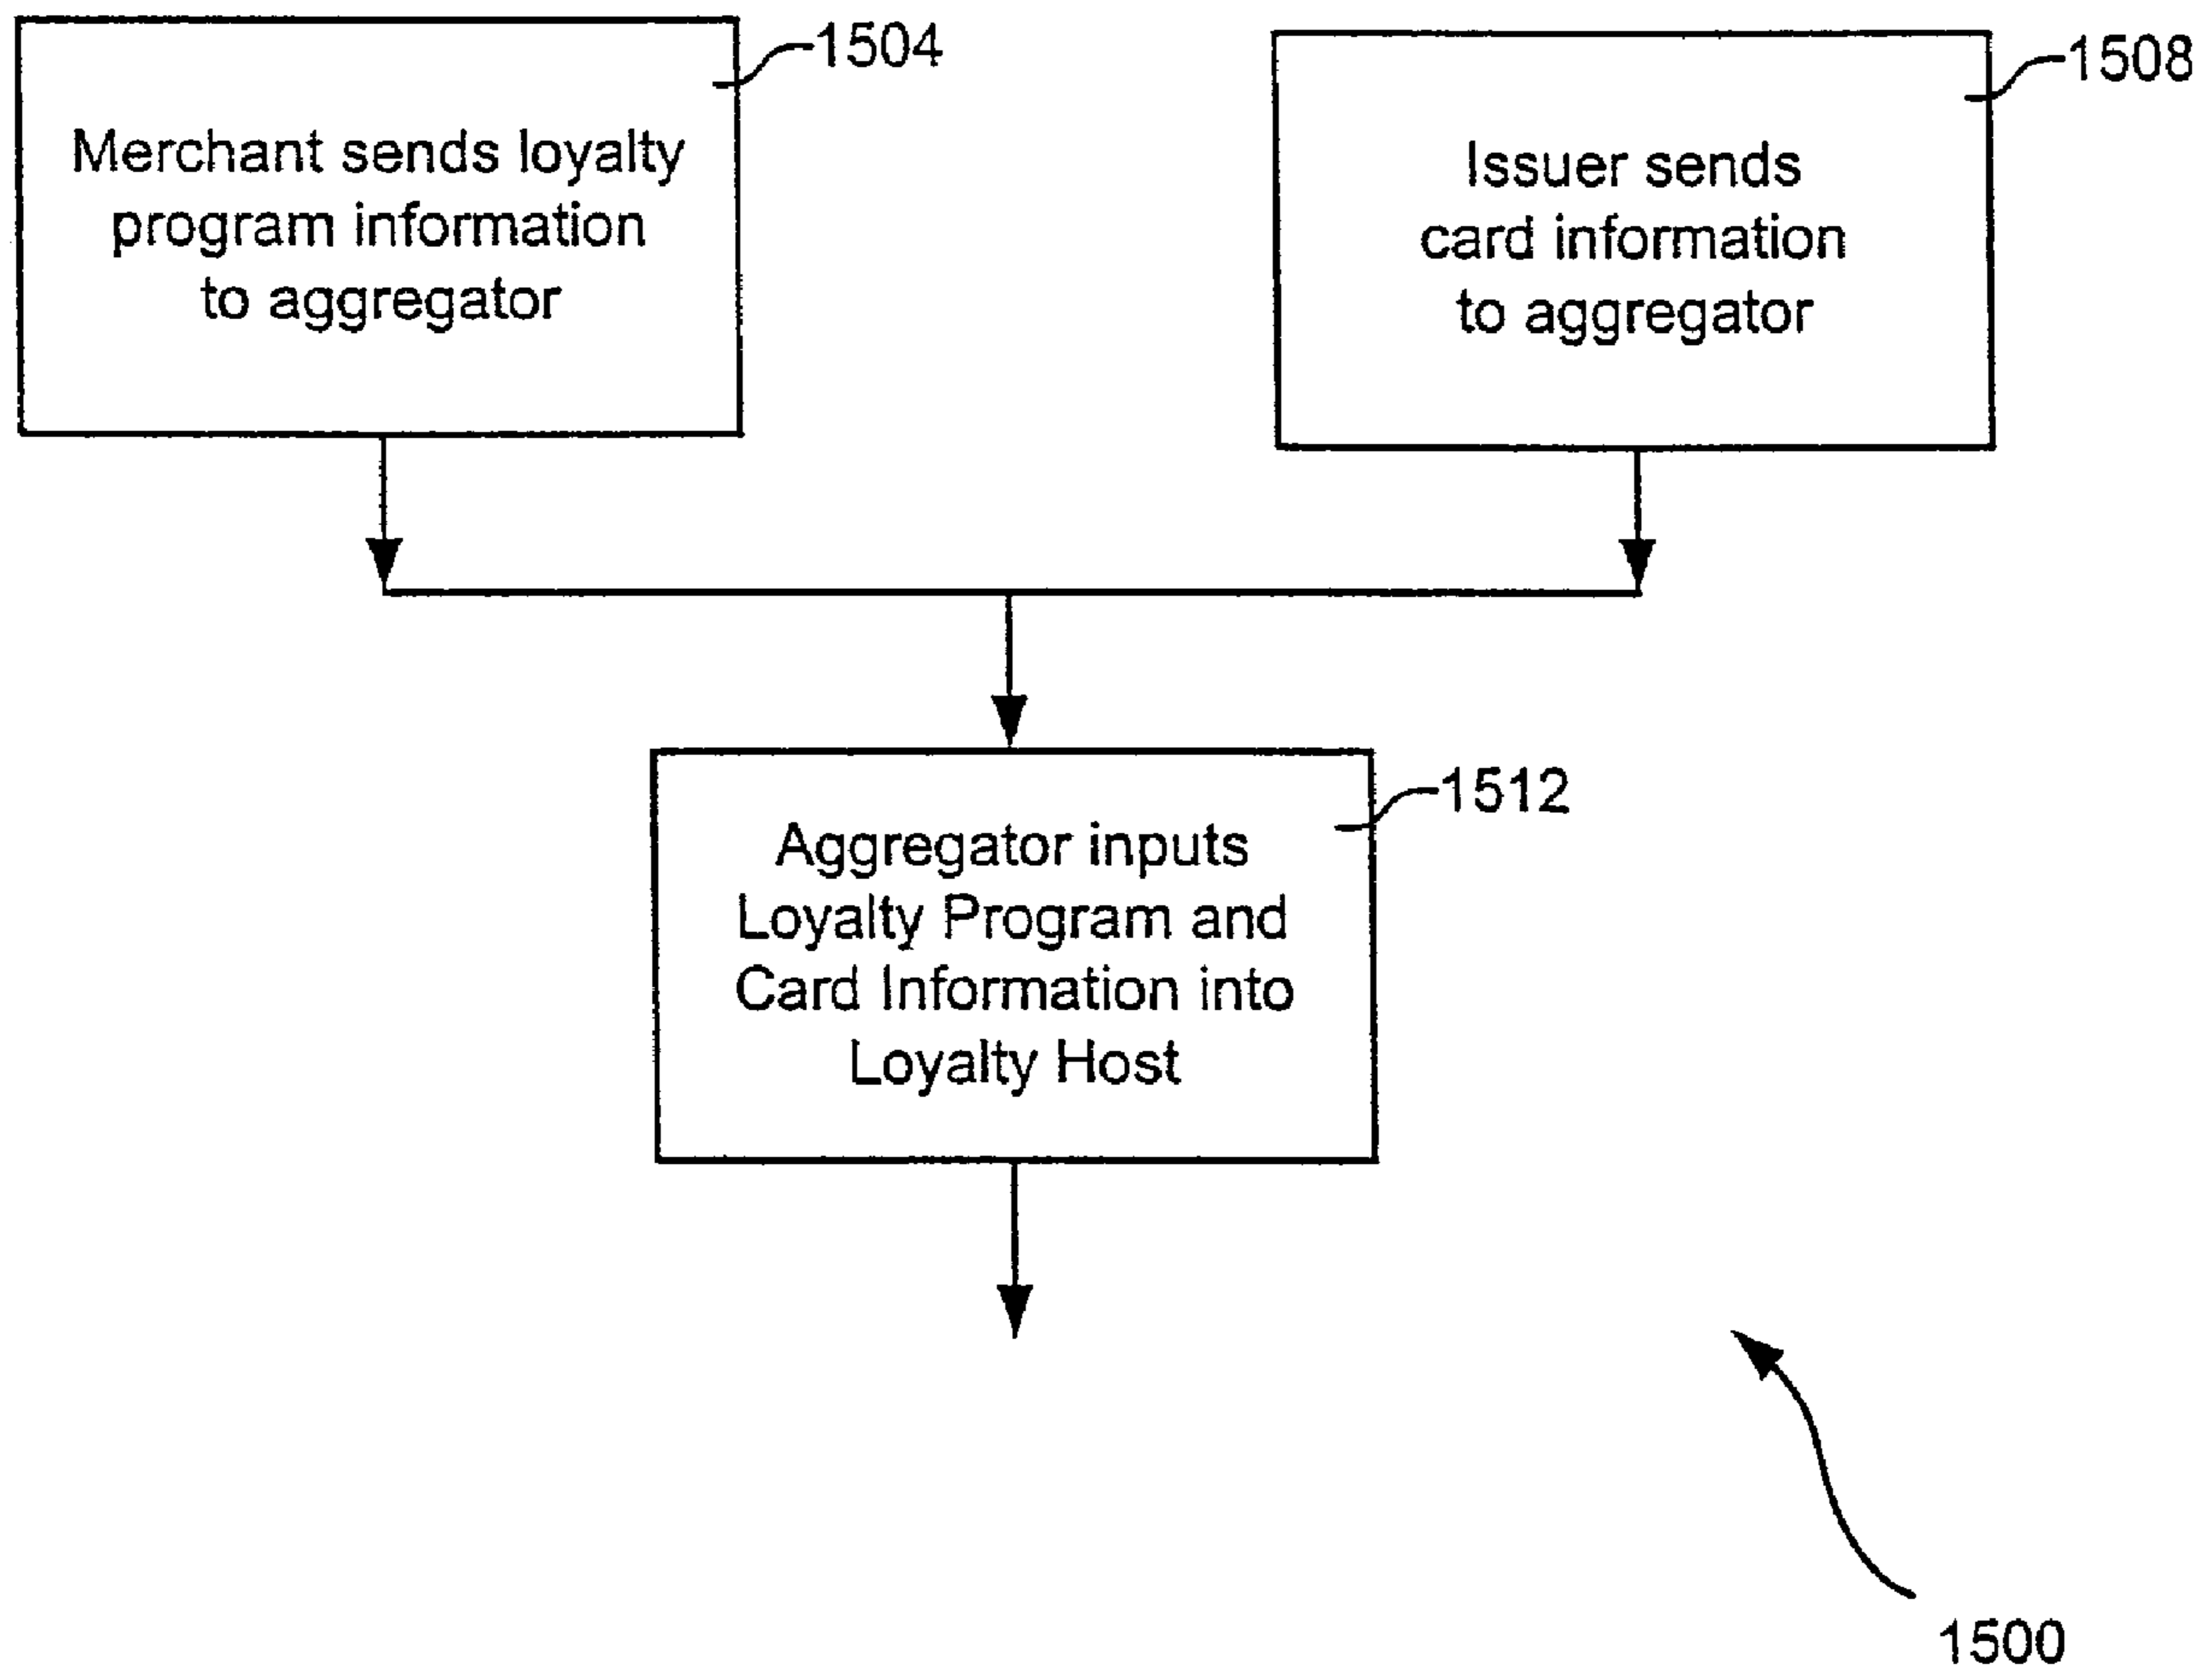 1504
Merchant sends loyalty
program information
to aggregator
1508
Issuer sends
card information
to aggregator
1512
Aggregator inputs
Loyalty Program and
Card Information into
Loyalty Host
1500